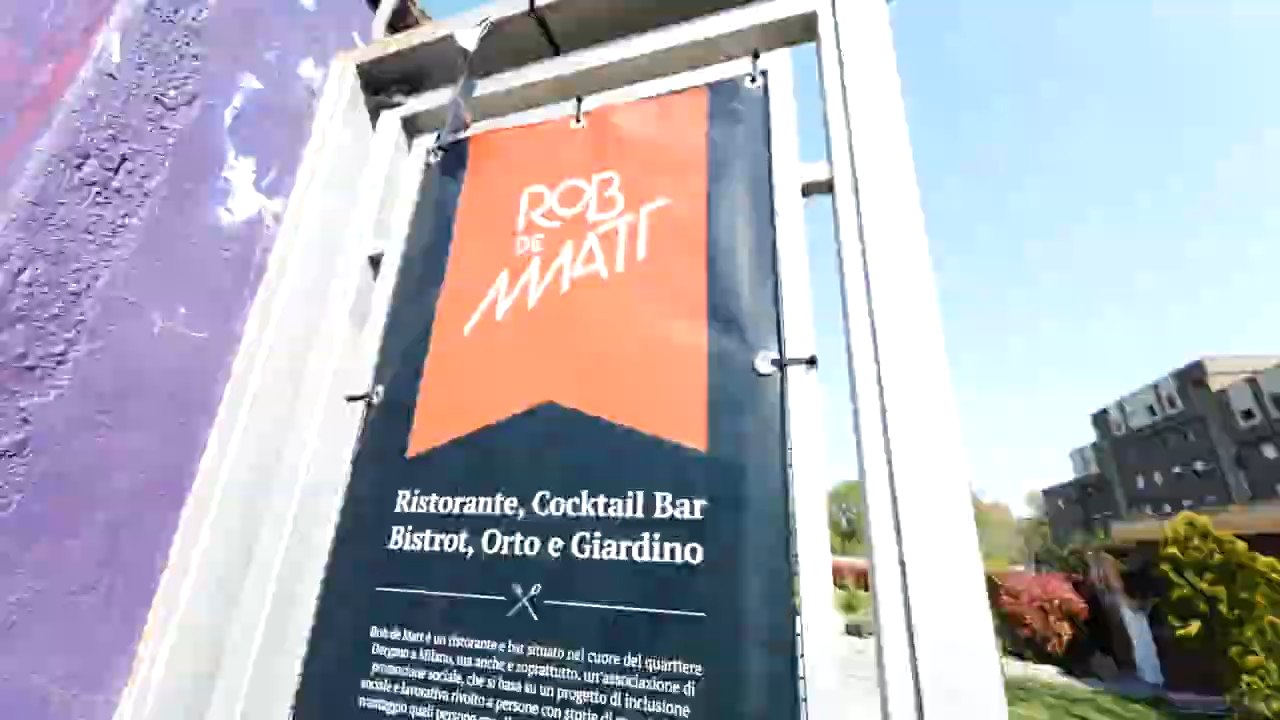 ROB
DE
MATT
Ristorante, Cocktail Bar
Bistrot, Orto e Giardino
Rob de Matt è un ristorante e bar situato nel cuore del quartiere
Dergano a Milano, ma anche e soprattutto, un'associazione di
promozione sociale, che si basa su un progetto di inclusione
sociale e lavorativa rivolto a persone con storie di